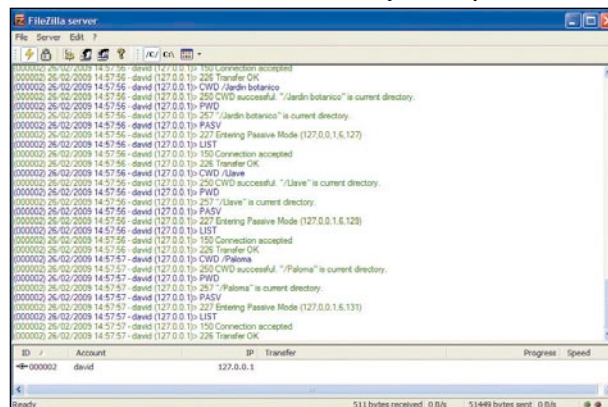 FileZilla server
File Server Edit ?
/C/ C:\
(000002) 26/02/2009 14:57:56 - david (127.0.0.1)> 150 Connection accepted
(000002) 26/02/2009 14:57:56 - david (127.0.0.1)> 226 Transfer OK
(000002) 26/02/2009 14:57:56 - david (127.0.0.1)> CWD /Jardin botanico
(000002) 26/02/2009 14:57:56 - david (127.0.0.1)> 250 CWD successful. "/Jardin botanico" is current directory.
(000002) 26/02/2009 14:57:56 - david (127.0.0.1)> PWD
(000002) 26/02/2009 14:57:56 - david (127.0.0.1)> 257 "/Jardin botanico" is current directory.
(000002) 26/02/2009 14:57:56 - david (127.0.0.1)> PASV
(000002) 26/02/2009 14:57:56 - david (127.0.0.1)> 227 Entering Passive Mode (127,0,0,1,6,127)
(000002) 26/02/2009 14:57:56 - david (127.0.0.1)> LIST
(000002) 26/02/2009 14:57:56 - david (127.0.0.1)> 150 Connection accepted
(000002) 26/02/2009 14:57:56 - david (127.0.0.1)> 226 Transfer OK
(000002) 26/02/2009 14:57:56 - david (127.0.0.1)> CWD /Llave
(000002) 26/02/2009 14:57:56 - david (127.0.0.1)> 250 CWD successful. "/Llave" is current directory.
(000002) 26/02/2009 14:57:56 - david (127.0.0.1)> PWD
(000002) 26/02/2009 14:57:56 - david (127.0.0.1)> 257 "/Llave" is current directory.
(000002) 26/02/2009 14:57:56 - david (127.0.0.1)> PASV
(000002) 26/02/2009 14:57:56 - david (127.0.0.1)> 227 Entering Passive Mode (127,0,0,1,6,129)
(000002) 26/02/2009 14:57:56 - david (127.0.0.1)> LIST
(000002) 26/02/2009 14:57:56 - david (127.0.0.1)> 150 Connection accepted
(000002) 26/02/2009 14:57:56 - david (127.0.0.1)> 226 Transfer OK
(000002) 26/02/2009 14:57:57 - david (127.0.0.1)> CWD /Paloma
(000002) 26/02/2009 14:57:57 - david (127.0.0.1)> 250 CWD successful. "/Paloma" is current directory.
(000002) 26/02/2009 14:57:57 - david (127.0.0.1)> PWD
(000002) 26/02/2009 14:57:57 - david (127.0.0.1)> 257 "/Paloma" is current directory.
(000002) 26/02/2009 14:57:57 - david (127.0.0.1)> PASV
(000002) 26/02/2009 14:57:57 - david (127.0.0.1)> 227 Entering Passive Mode (127,0,0,1,6,131)
(000002) 26/02/2009 14:57:57 - david (127.0.0.1)> LIST
(000002) 26/02/2009 14:57:57 - david (127.0.0.1)> 150 Connection accepted
(000002) 26/02/2009 14:57:57 - david (127.0.0.1)> 226 Transfer OK
ID / Account IP Transfer Progress Speed
000002 david 127.0.0.1
Ready 511 bytes received 0 B/s 51449 bytes sent 0 B/s